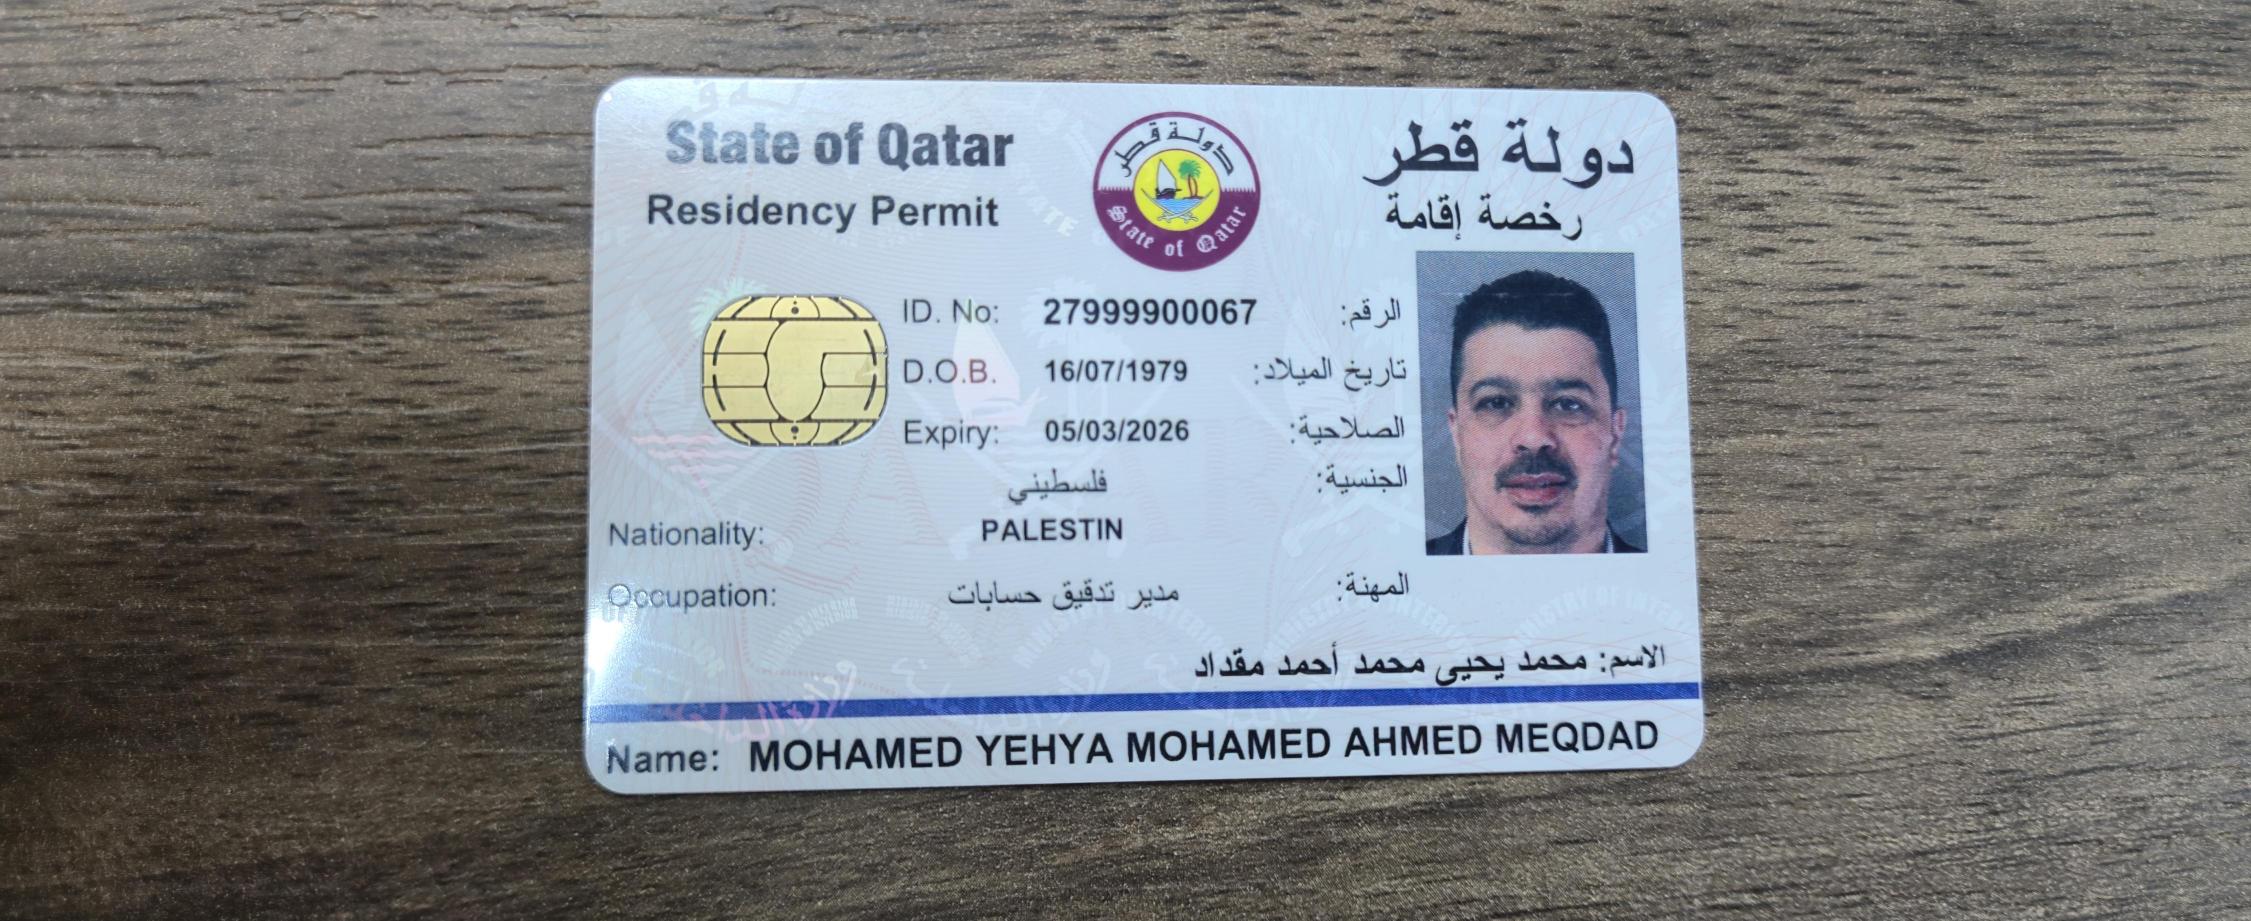 State of Qatar
دولة قطر
Residency Permit
رخصة إقامة
دولة قطر
State of Qatar
ID. No: 27999900067 الرقم:
D.O.B. 16/07/1979 تاريخ الميلاد:
Expiry: 05/03/2026 الصلاحية:
فلسطيني الجنسية:
Nationality: PALESTIN
Occupation: مدير تدقيق حسابات المهنة:
الاسم: محمد يحيى محمد أحمد مقداد
Name: MOHAMED YEHYA MOHAMED AHMED MEQDAD